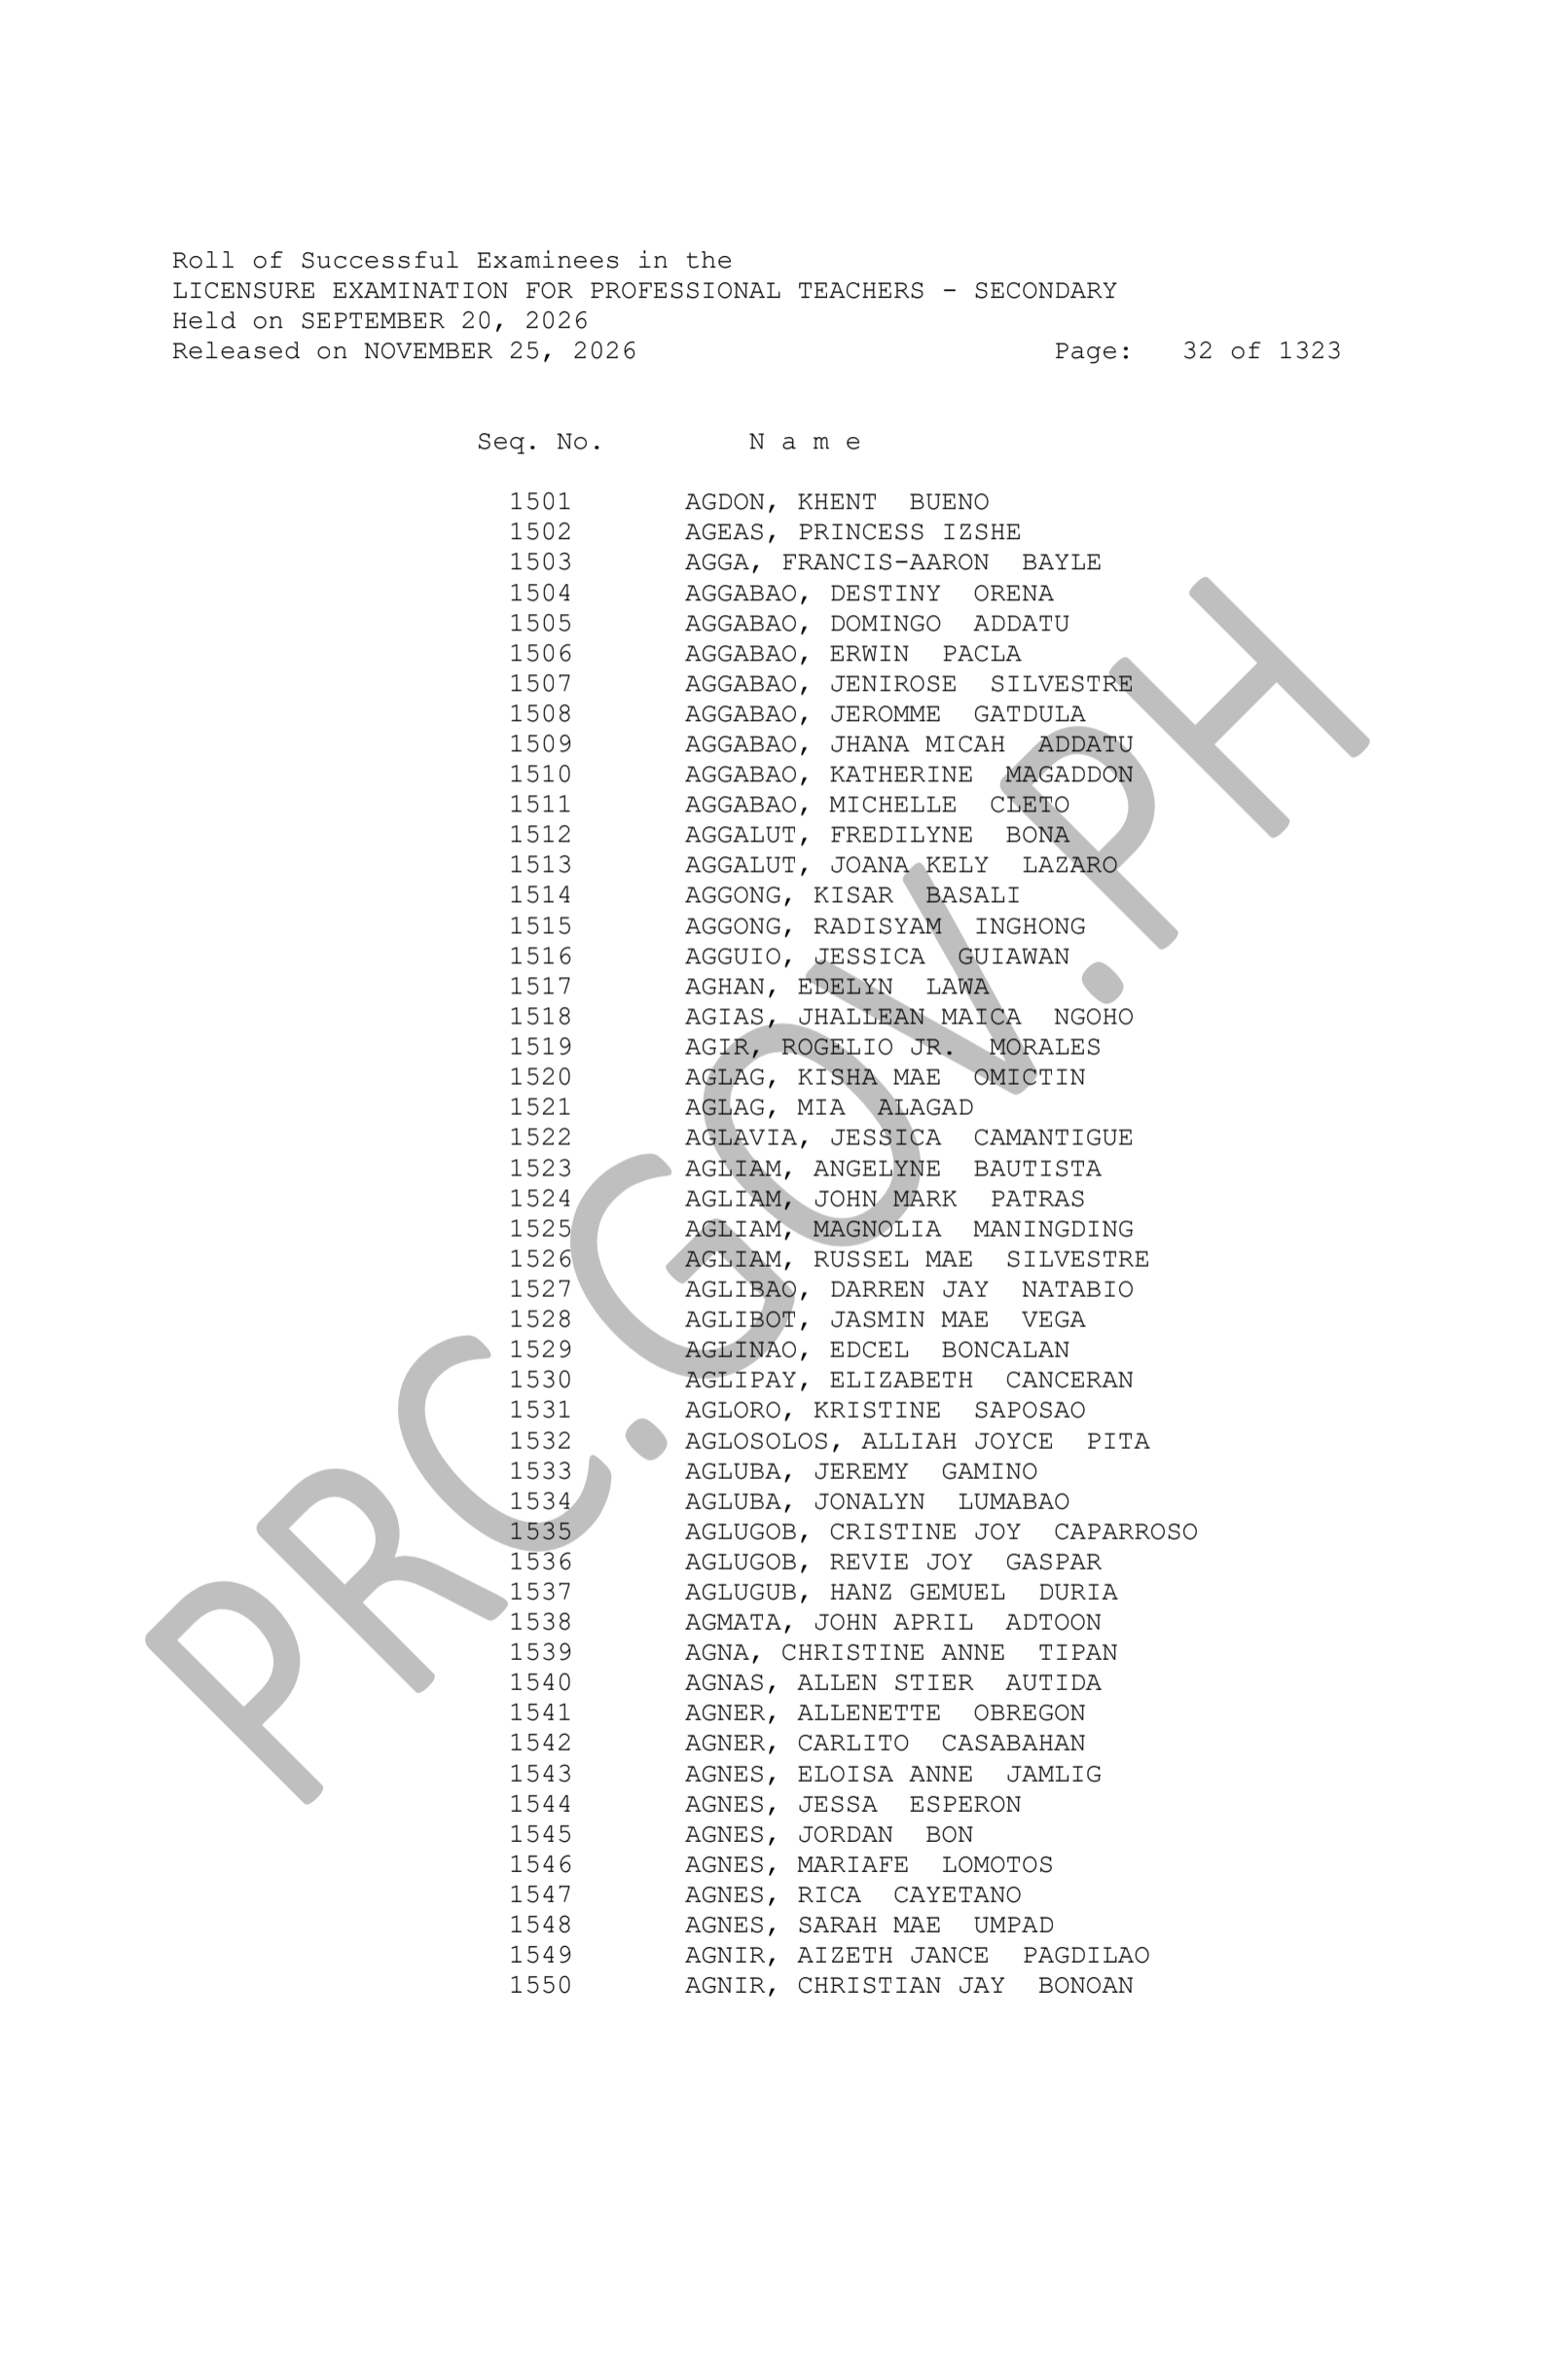 Roll of Successful Examinees in the
LICENSURE EXAMINATION FOR PROFESSIONAL TEACHERS - SECONDARY
Held on SEPTEMBER 20, 2026
Released on NOVEMBER 25, 2026 Page: 32 of 1323
Seq. No. N a m e
1501 AGDON, KHENT BUENO
1502 AGEAS, PRINCESS IZSHE
1503 AGGA, FRANCIS-AARON BAYLE
1504 AGGABAO, DESTINY ORENA
1505 AGGABAO, DOMINGO ADDATU
1506 AGGABAO, ERWIN PACLA
1507 AGGABAO, JENIROSE SILVESTRE
1508 AGGABAO, JEROMME GATDULA
1509 AGGABAO, JHANA MICAH ADDATU
1510 AGGABAO, KATHERINE MAGADDON
1511 AGGABAO, MICHELLE CLETO
1512 AGGALUT, FREDILYNE BONA
1513 AGGALUT, JOANA KELY LAZARO
1514 AGGONG, KISAR BASALI
1515 AGGONG, RADISYAM INGHONG
1516 AGGUIO, JESSICA GUIAWAN
1517 AGHAN, EDELYN LAWA
1518 AGIAS, JHALLEAN MAICA NGOHO
1519 AGIR, ROGELIO JR. MORALES
1520 AGLAG, KISHA MAE OMICTIN
1521 AGLAG, MIA ALAGAD
1522 AGLAVIA, JESSICA CAMANTIGUE
1523 AGLIAM, ANGELYNE BAUTISTA
1524 AGLIAM, JOHN MARK PATRAS
1525 AGLIAM, MAGNOLIA MANINGDING
1526 AGLIAM, RUSSEL MAE SILVESTRE
1527 AGLIBAO, DARREN JAY NATABIO
1528 AGLIBOT, JASMIN MAE VEGA
1529 AGLINAO, EDCEL BONCALAN
1530 AGLIPAY, ELIZABETH CANCERAN
1531 AGLORO, KRISTINE SAPOSAO
1532 AGLOSOLOS, ALLIAH JOYCE PITA
1533 AGLUBA, JEREMY GAMINO
1534 AGLUBA, JONALYN LUMABAO
1535 AGLUGOB, CRISTINE JOY CAPARROSO
1536 AGLUGOB, REVIE JOY GASPAR
1537 AGLUGUB, HANZ GEMUEL DURIA
1538 AGMATA, JOHN APRIL ADTOON
1539 AGNA, CHRISTINE ANNE TIPAN
1540 AGNAS, ALLEN STIER AUTIDA
1541 AGNER, ALLENETTE OBREGON
1542 AGNER, CARLITO CASABAHAN
1543 AGNES, ELOISA ANNE JAMLIG
1544 AGNES, JESSA ESPERON
1545 AGNES, JORDAN BON
1546 AGNES, MARIAFE LOMOTOS
1547 AGNES, RICA CAYETANO
1548 AGNES, SARAH MAE UMPAD
1549 AGNIR, AIZETH JANCE PAGDILAO
1550 AGNIR, CHRISTIAN JAY BONOAN
PRC.GOV.PH